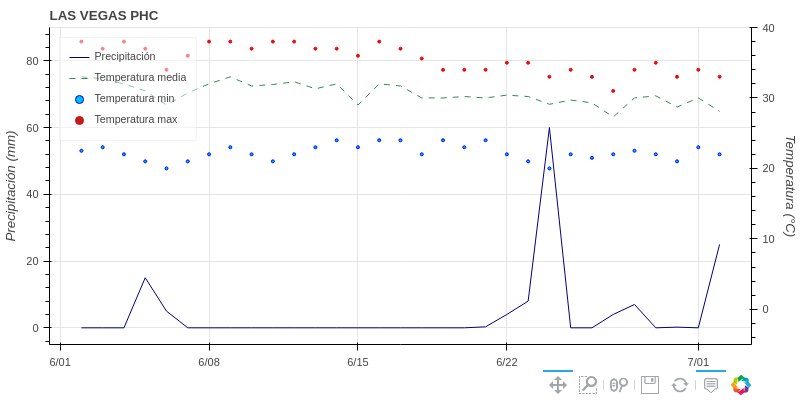 LAS VEGAS PHC
Precipitación
Temperatura media
Temperatura min
Temperatura max
Precipitación (mm)
80
60
40
20
0
Temperatura (°C)
40
30
20
10
0
6/01
6/08
6/15
6/22
7/01